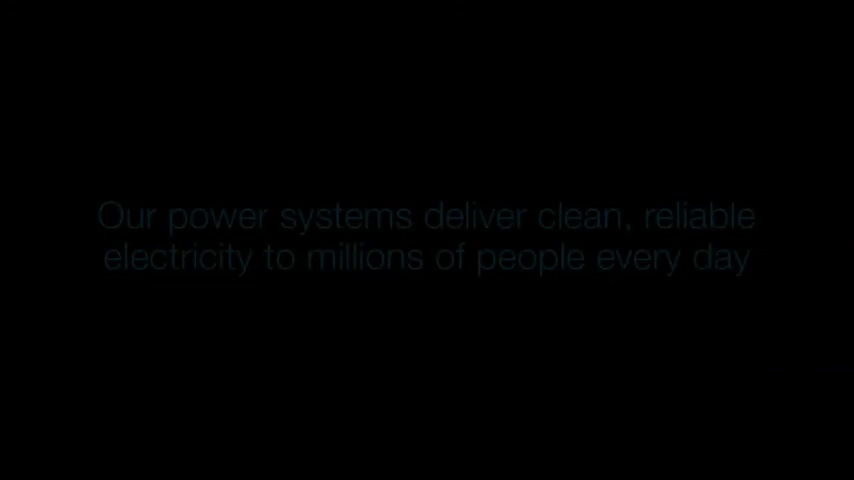 Our power systems deliver clean, reliable
electricity to millions of people every day